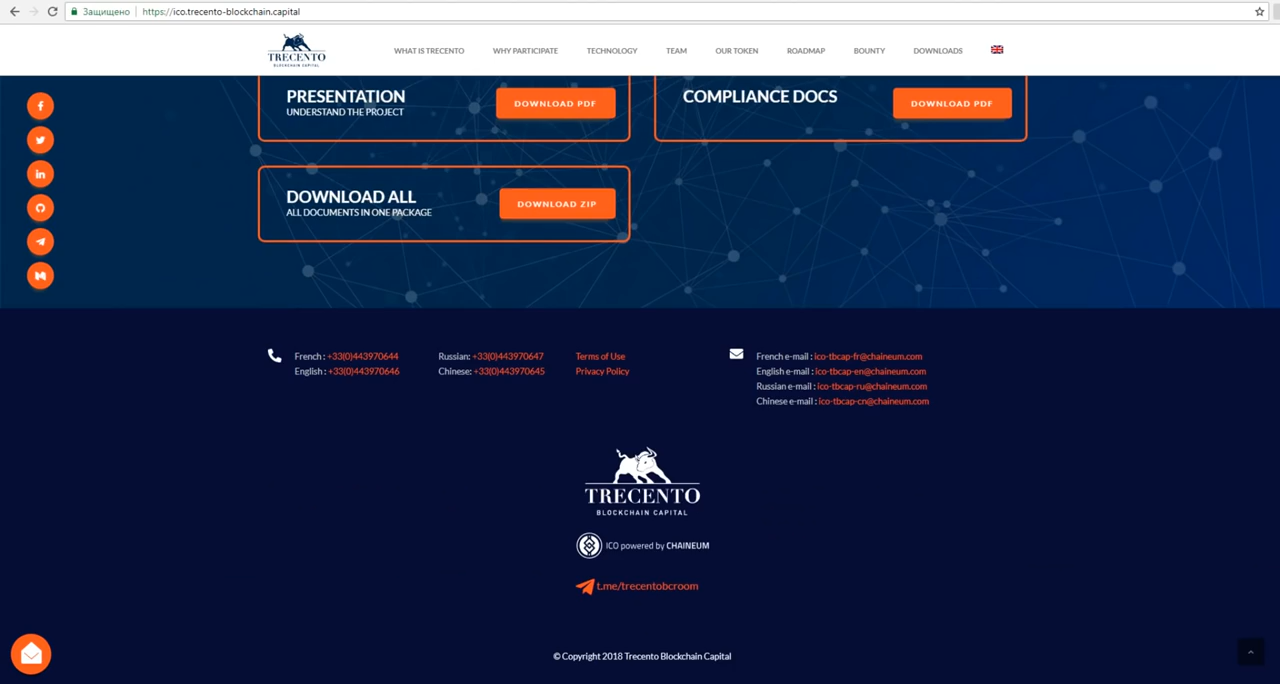 Защищено
https://ico.trecento-blockchain.capital
TRECENTO
BLOCKCHAIN CAPITAL
WHAT IS TRECENTO
WHY PARTICIPATE
TECHNOLOGY
TEAM
OUR TOKEN
ROADMAP
BOUNTY
DOWNLOADS
PRESENTATION
UNDERSTAND THE PROJECT
DOWNLOAD PDF
COMPLIANCE DOCS
DOWNLOAD PDF
DOWNLOAD ALL
ALL DOCUMENTS IN ONE PACKAGE
DOWNLOAD ZIP
French : +33(0)443970644
English : +33(0)443970646
Russian: +33(0)443970647
Chinese: +33(0)443970645
Terms of Use
Privacy Policy
French e-mail : ico-tbcap-fr@chaineum.com
English e-mail : ico-tbcap-en@chaineum.com
Russian e-mail : ico-tbcap-ru@chaineum.com
Chinese e-mail : ico-tbcap-cn@chaineum.com
TRECENTO
BLOCKCHAIN CAPITAL
ICO powered by CHAINEUM
t.me/trecentobcroom
© Copyright 2018 Trecento Blockchain Capital